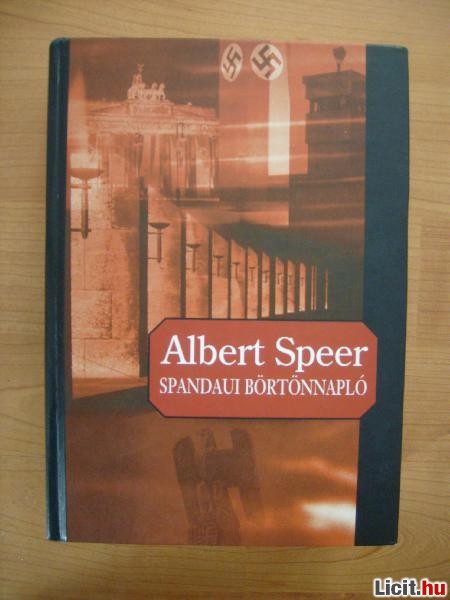 Albert Speer
SPANDAUI BÖRTÖNNAPLÓ
Licit.hu